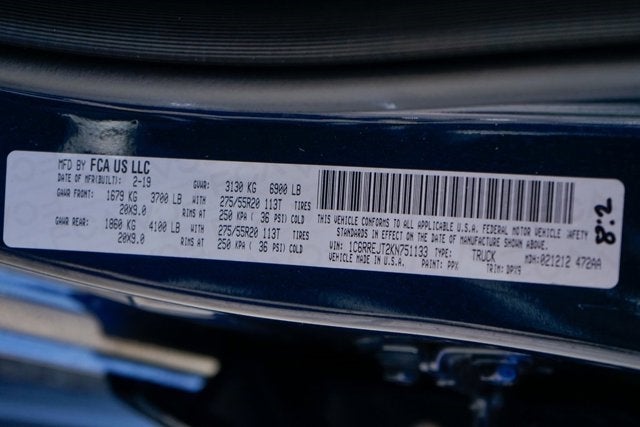 MFD BY FCA US LLC
DATE OF MFR(BUILT): 2-19 GVWR: 3130 KG 6900 LB
GAWR FRONT: 1679 KG 3700 LB WITH 275/55R20 113T TIRES
20X9.0 RIMS AT 250 KPA ( 36 PSI) COLD
GAWR REAR: 1860 KG 4100 LB WITH 275/55R20 113T TIRES
20X9.0 RIMS AT 250 KPA ( 36 PSI) COLD
THIS VEHICLE CONFORMS TO ALL APPLICABLE U.S.A. FEDERAL MOTOR VEHICLE SAFETY
STANDARDS IN EFFECT ON THE DATE OF MANUFACTURE SHOWN ABOVE.
VIN: 1C6RREJT2KN751133 TRUCK
MDH:021212 472AA
VEHICLE MADE IN U.S.A. PAINT: PPX TRIM: DPX9
8:2